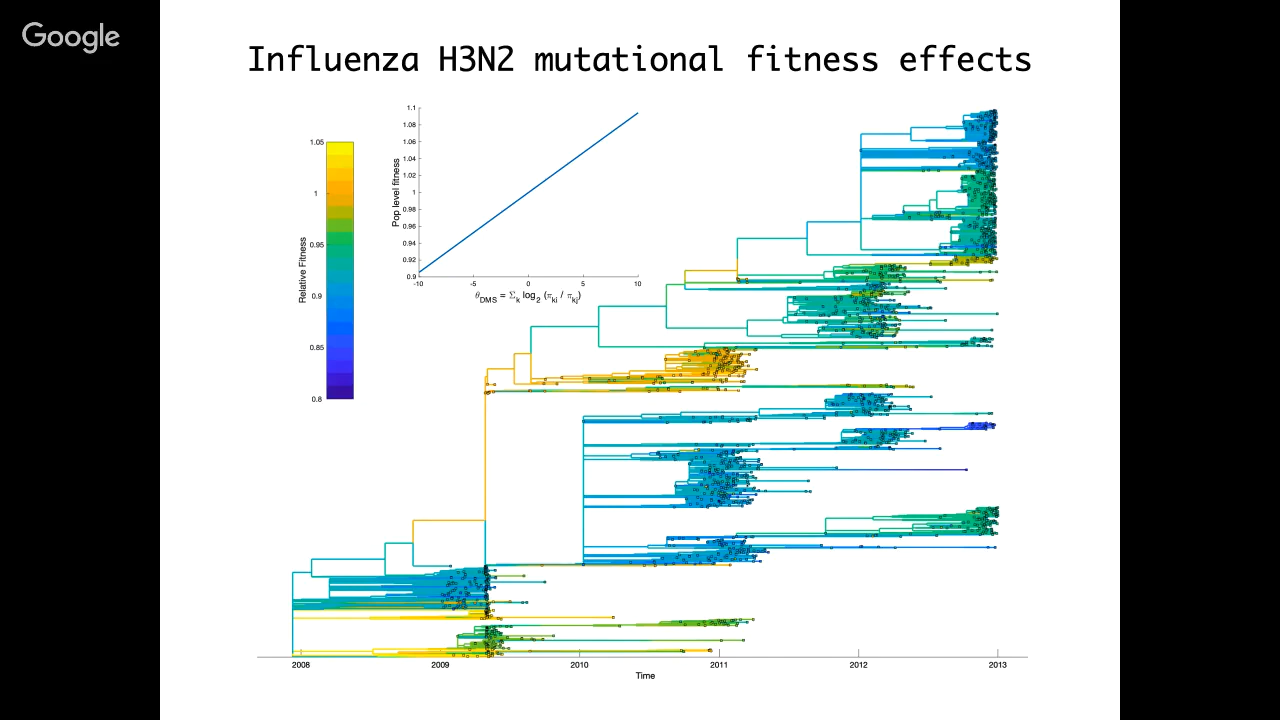 Google
Influenza H3N2 mutational fitness effects
1.1
1.08
1.06
1.04
1.02
1
0.98
0.96
0.94
0.92
0.9
Pop level fitness
-10 -5 0 5 10
θDMS = Σk log2 (πki / πkj)
1.05
1
0.95
0.9
0.85
0.8
Relative Fitness
2008 2009 2010 2011 2012 2013
Time